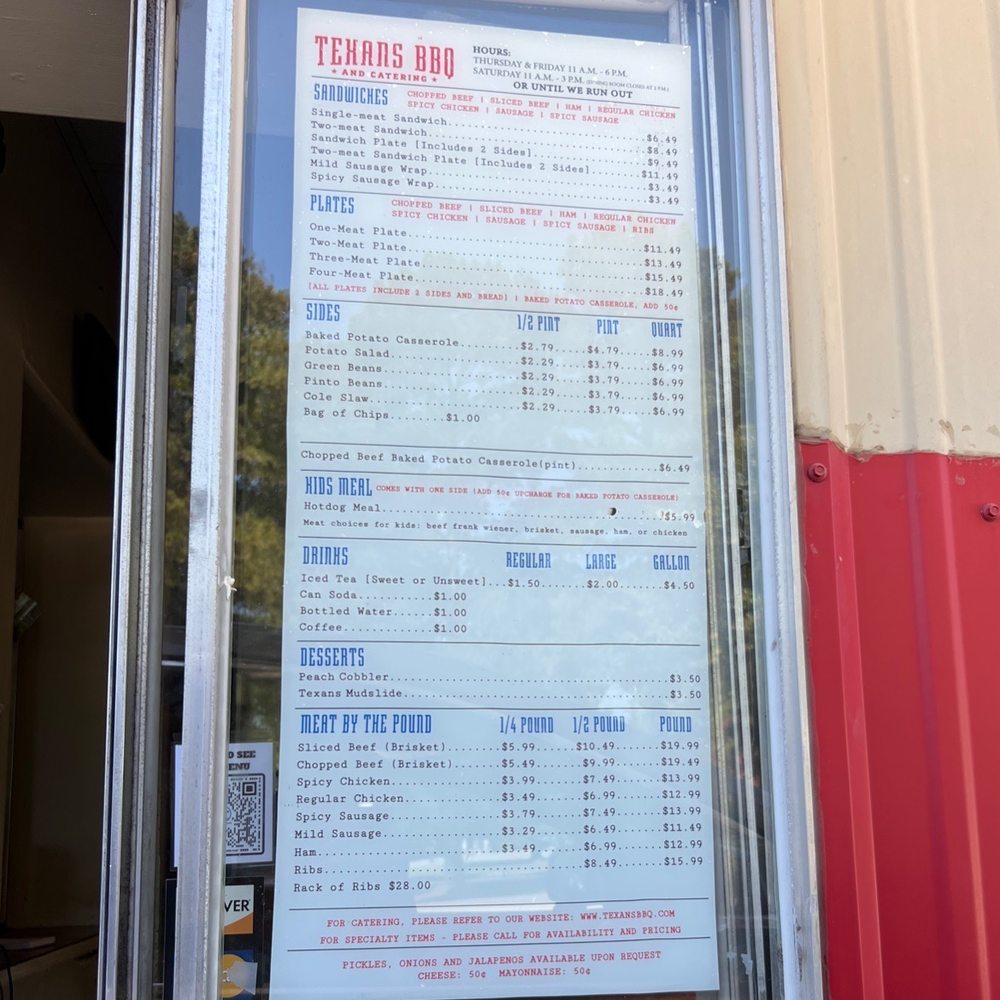 TEXANS BBQ
★ AND CATERING ★
HOURS:
THURSDAY & FRIDAY 11 A.M. - 6 P.M.
SATURDAY 11 A.M. - 3 P.M. (DINING ROOM CLOSES AT 2 P.M.)
OR UNTIL WE RUN OUT
SANDWICHES CHOPPED BEEF | SLICED BEEF | HAM | REGULAR CHICKEN
SPICY CHICKEN | SAUSAGE | SPICY SAUSAGE
Single-meat Sandwich...$6.49
Two-meat Sandwich...$8.49
Sandwich Plate [Includes 2 Sides]...$9.49
Two-meat Sandwich Plate [Includes 2 Sides]...$11.49
Mild Sausage Wrap...$3.49
Spicy Sausage Wrap...$3.49
PLATES CHOPPED BEEF | SLICED BEEF | HAM | REGULAR CHICKEN
SPICY CHICKEN | SAUSAGE | SPICY SAUSAGE | RIBS
One-Meat Plate...$11.49
Two-Meat Plate...$13.49
Three-Meat Plate...$15.49
Four-Meat Plate...$18.49
[ALL PLATES INCLUDE 2 SIDES AND BREAD] | BAKED POTATO CASSEROLE, ADD 50¢
SIDES 1/2 PINT PINT QUART
Baked Potato Casserole...$2.79.....$4.79.....$8.99
Potato Salad...$2.29.....$3.79.....$6.99
Green Beans...$2.29.....$3.79.....$6.99
Pinto Beans...$2.29.....$3.79.....$6.99
Cole Slaw...$2.29.....$3.79.....$6.99
Bag of Chips........$1.00
Chopped Beef Baked Potato Casserole(pint)............$6.49
KIDS MEAL COMES WITH ONE SIDE (ADD 50¢ UPCHARGE FOR BAKED POTATO CASSEROLE)
Hotdog Meal...$5.99
Meat choices for kids: beef frank wiener, brisket, sausage, ham, or chicken
DRINKS REGULAR LARGE GALLON
Iced Tea [Sweet or Unsweet]...$1.50.......$2.00.......$4.50
Can Soda...........$1.00
Bottled Water......$1.00
Coffee.............$1.00
DESSERTS
Peach Cobbler...$3.50
Texans Mudslide...$3.50
MEAT BY THE POUND 1/4 POUND 1/2 POUND POUND
Sliced Beef (Brisket).......$5.99.......$10.49.......$19.99
Chopped Beef (Brisket)......$5.49.......$9.99.......$19.49
Spicy Chicken...$3.99.......$7.49.......$13.99
Regular Chicken...$3.49.......$6.99.......$12.99
Spicy Sausage...$3.79.......$7.49.......$13.99
Mild Sausage...$3.29.......$6.49.......$11.49
Ham...$3.49.......$6.99.......$12.99
Ribs...$8.49.......$15.99
Rack of Ribs $28.00
FOR CATERING, PLEASE REFER TO OUR WEBSITE: WWW.TEXANSBBQ.COM
FOR SPECIALTY ITEMS - PLEASE CALL FOR AVAILABILITY AND PRICING
PICKLES, ONIONS AND JALAPENOS AVAILABLE UPON REQUEST
CHEESE: 50¢ MAYONNAISE: 50¢
O SEE
ENU
VER